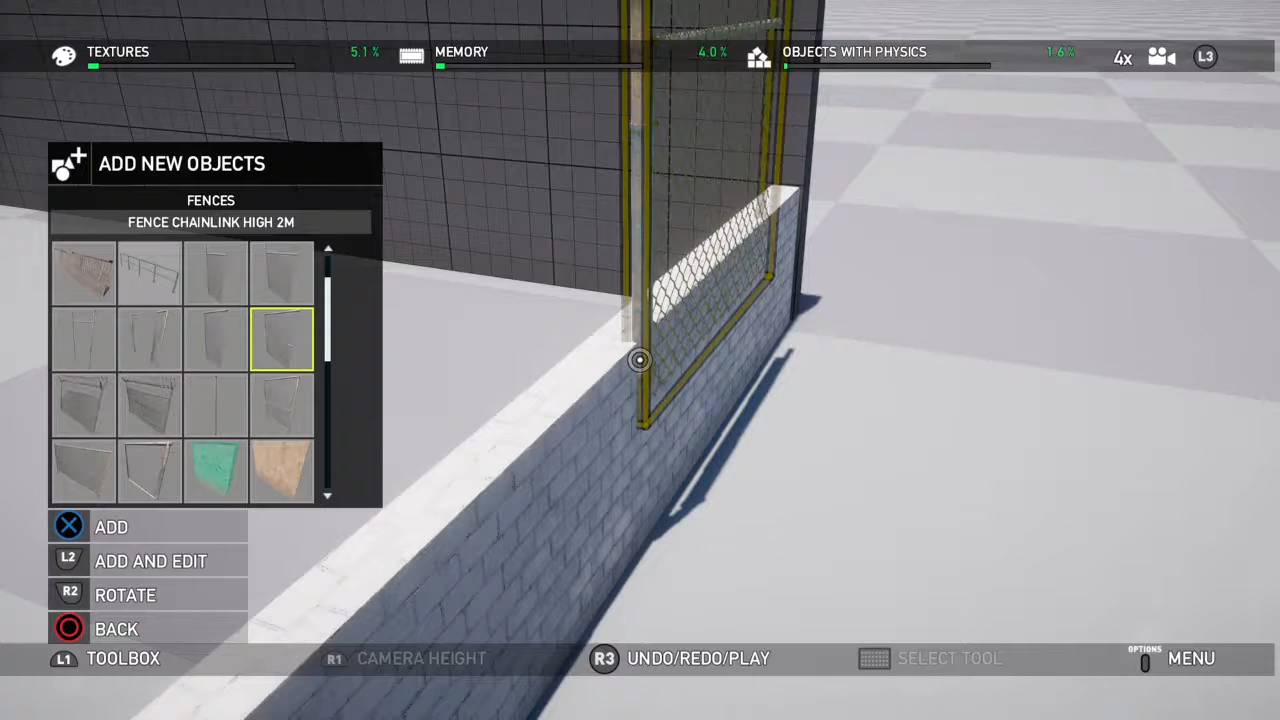 TEXTURES 5.1 % MEMORY 4.0 % OBJECTS WITH PHYSICS 1.6 % 4x L3
ADD NEW OBJECTS
FENCES
FENCE CHAINLINK HIGH 2M
ADD
L2 ADD AND EDIT
R2 ROTATE
BACK
L1 TOOLBOX R1 CAMERA HEIGHT R3 UNDO/REDO/PLAY SELECT TOOL OPTIONS MENU